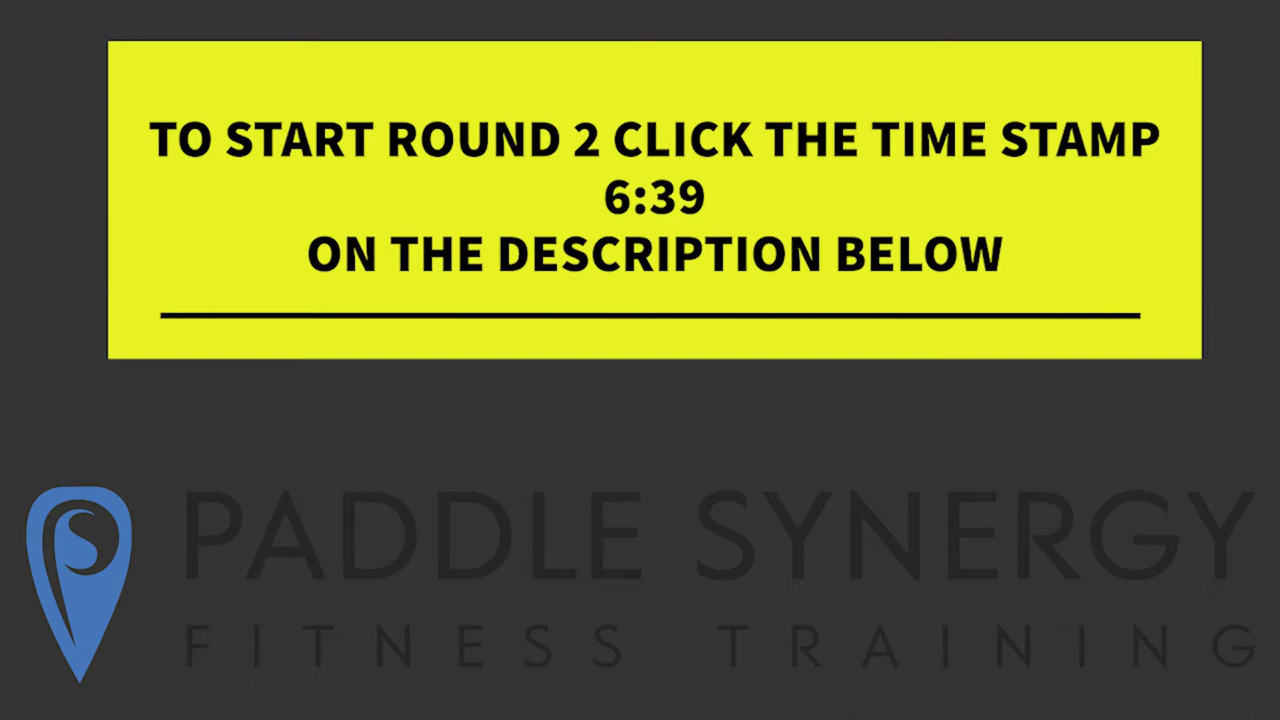 TO START ROUND 2 CLICK THE TIME STAMP
6:39
ON THE DESCRIPTION BELOW
PADDLE SYNERGY
FITNESS TRAINING